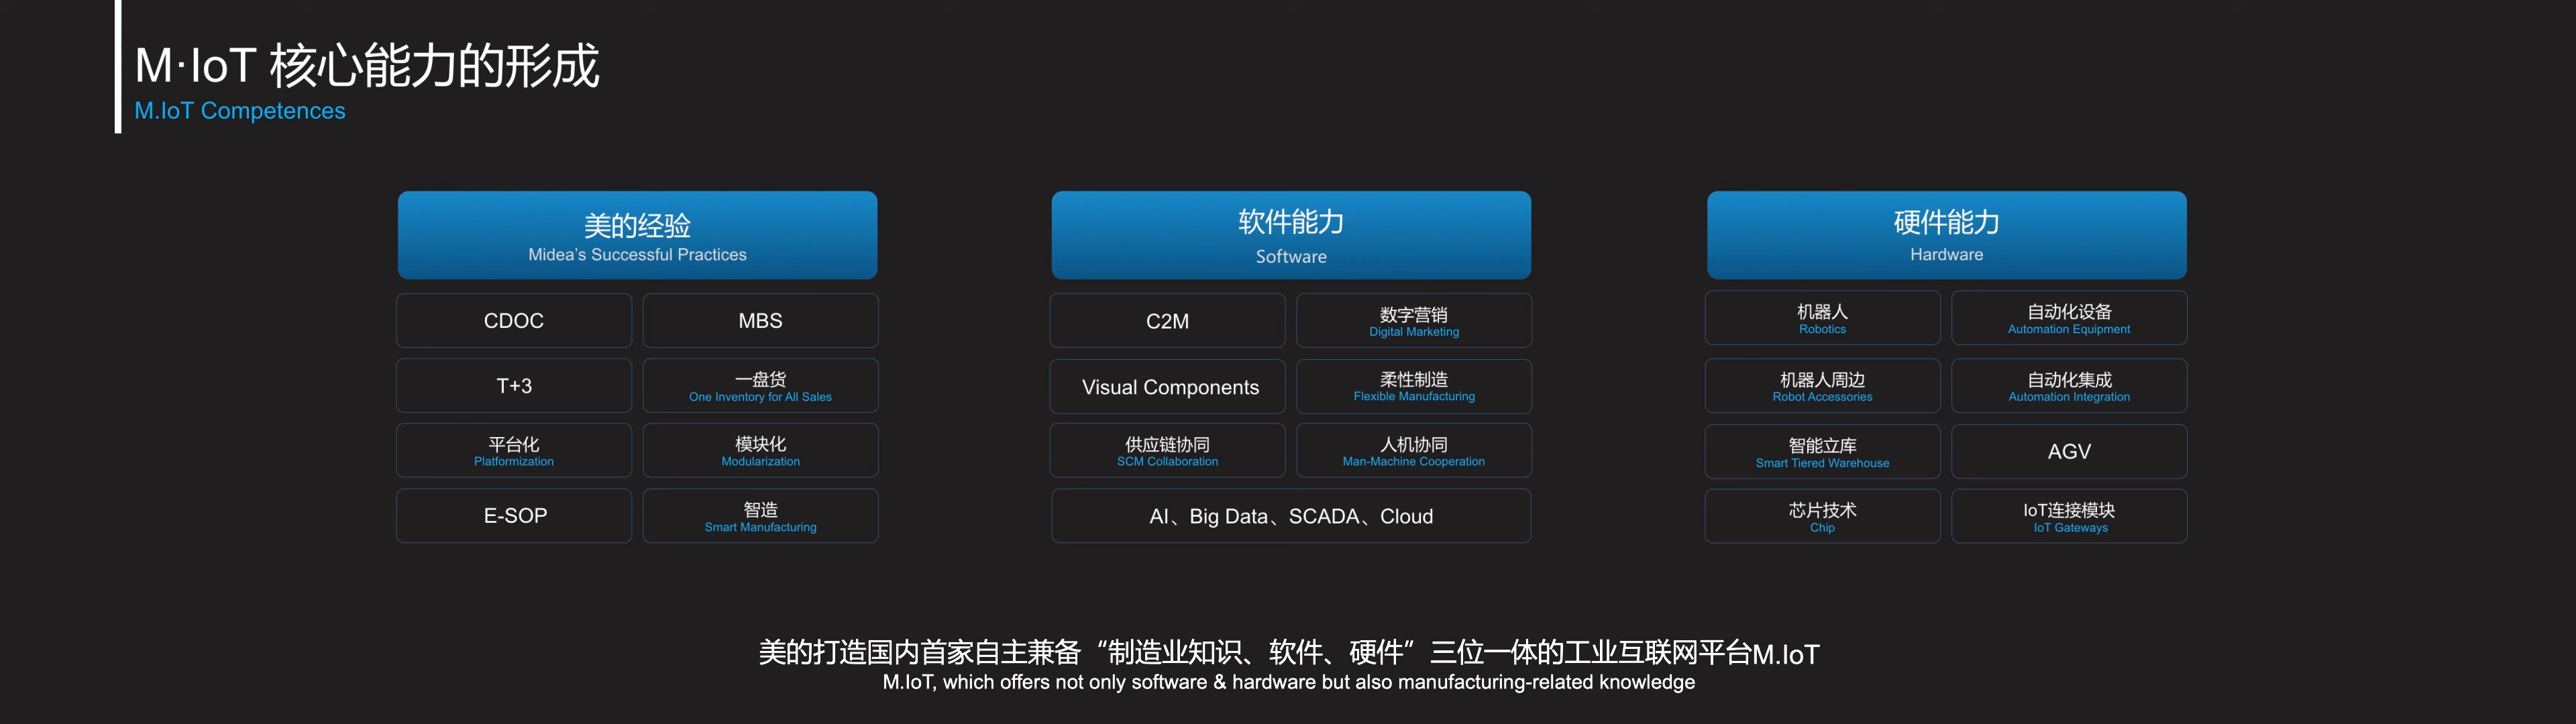 M·IoT 核心能力的形成
M.IoT Competences
美的经验
Midea's Successful Practices
CDOC
MBS
T+3
一盘货
One Inventory for All Sales
平台化
Platformization
模块化
Modularization
E-SOP
智造
Smart Manufacturing
软件能力
Software
C2M
数字营销
Digital Marketing
Visual Components
柔性制造
Flexible Manufacturing
供应链协同
SCM Collaboration
人机协同
Man-Machine Cooperation
AI、Big Data、SCADA、Cloud
硬件能力
Hardware
机器人
Robotics
自动化设备
Automation Equipment
机器人周边
Robot Accessories
自动化集成
Automation Integration
智能立库
Smart Tiered Warehouse
AGV
芯片技术
Chip
IoT连接模块
IoT Gateways
美的打造国内首家自主兼备“制造业知识、软件、硬件”三位一体的工业互联网平台M.IoT
M.IoT, which offers not only software & hardware but also manufacturing-related knowledge